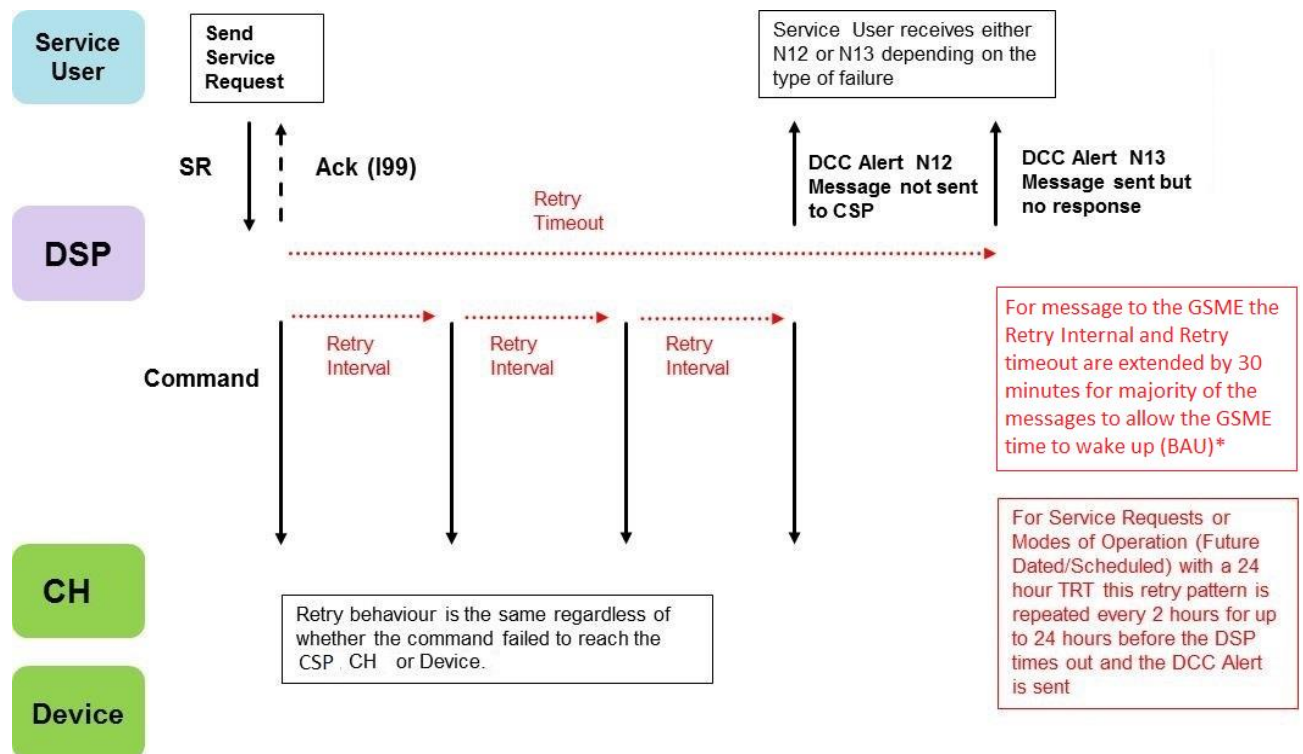 Service
User
Send
Service
Request
Service User receives either
N12 or N13 depending on the
type of failure
SR
Ack (I99)
DCC Alert N12
Message not sent
to CSP
DCC Alert N13
Message sent but
no response
Retry
Timeout
DSP
Command
Retry
Interval
Retry
Interval
Retry
Interval
For message to the GSME the
Retry Internal and Retry
timeout are extended by 30
minutes for majority of the
messages to allow the GSME
time to wake up (BAU)*
For Service Requests or
Modes of Operation (Future
Dated/Scheduled) with a 24
hour TRT this retry pattern is
repeated every 2 hours for up
to 24 hours before the DSP
times out and the DCC Alert
is sent
CH
Retry behaviour is the same regardless of
whether the command failed to reach the
CSP CH or Device.
Device